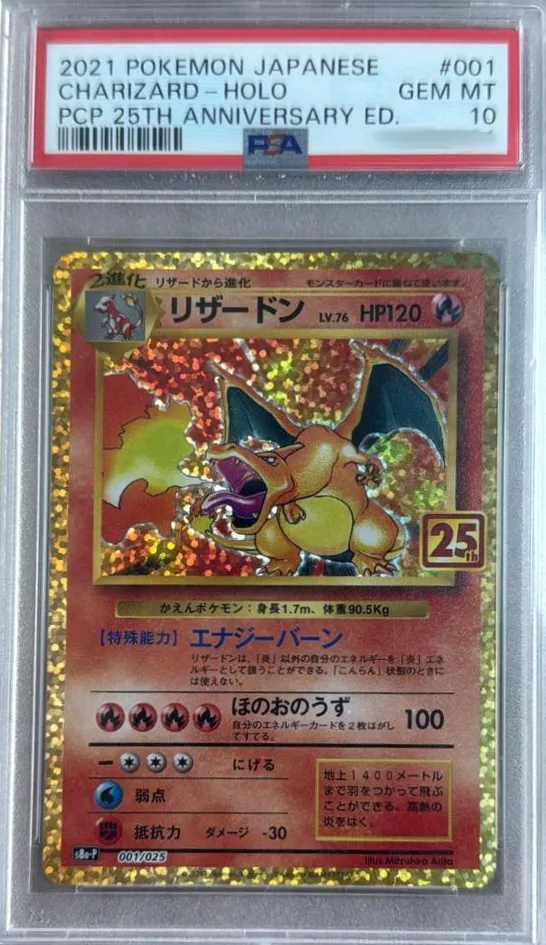 2021 POKEMON JAPANESE #001
CHARIZARD-HOLO GEM MT
PCP 25TH ANNIVERSARY ED. 10
PSA
2進化 リザードから進化 モンスターカードに重ねて使います。
リザードン LV.76 HP120
25th
かえんポケモン：身長1.7m、体重90.5Kg
【特殊能力】エナジーバーン
リザードンは、「炎」以外の自分のエネルギーを「炎」エネ
ルギーとして扱うことができる。「こんらん」状態のときに
は使えない。
ほのおのうず 100
自分のエネルギーカードを2枚はがし
てすてる。
にげる
弱点
抵抗力 ダメージ -30
地上1400メートル
まで羽をつかって飛ぶ
ことができる。高熱の
炎をはく。
Illus.Mitsuhiro Arita
s8a-P 001/025